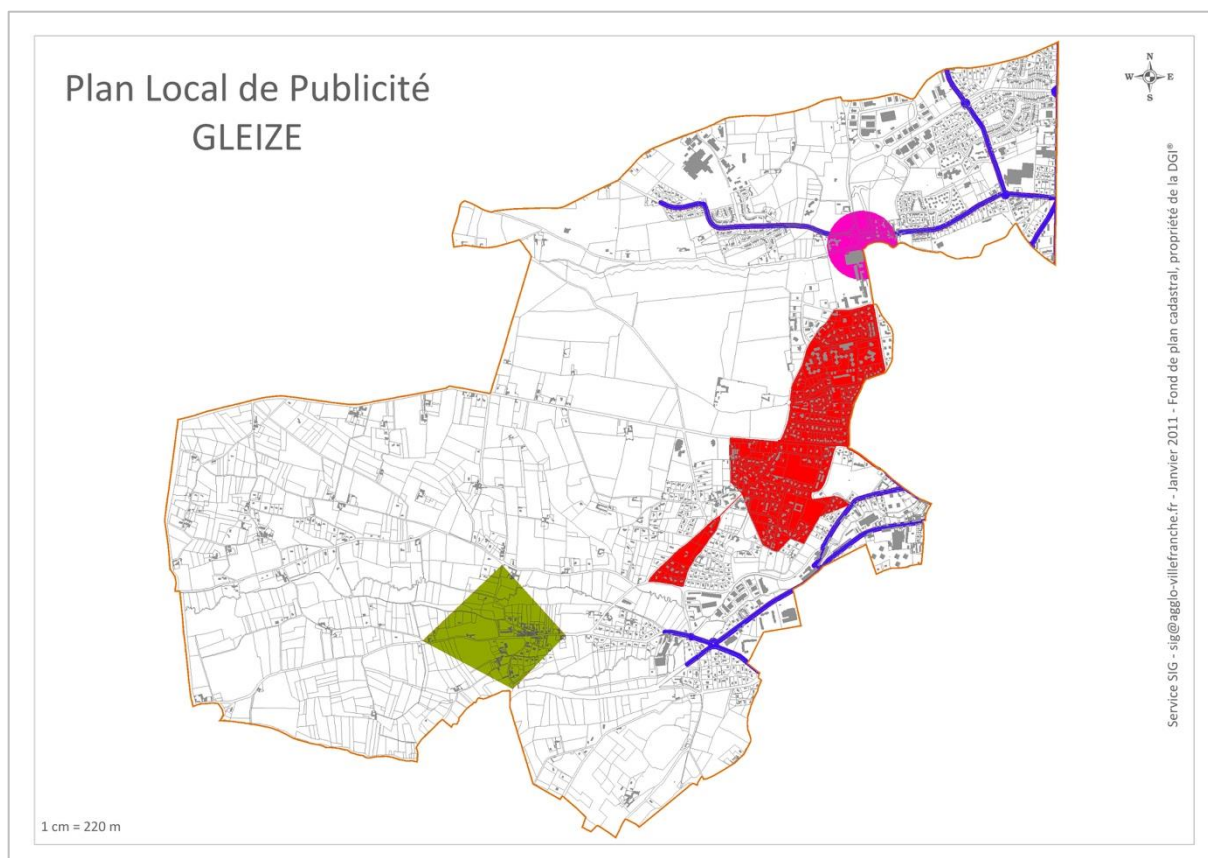 Plan Local de Publicité
GLEIZE
N
W E
S
Service SIG - sig@agglo-villefranche.fr - Janvier 2011 - Fond de plan cadastral, propriété de la DGI®
1 cm = 220 m